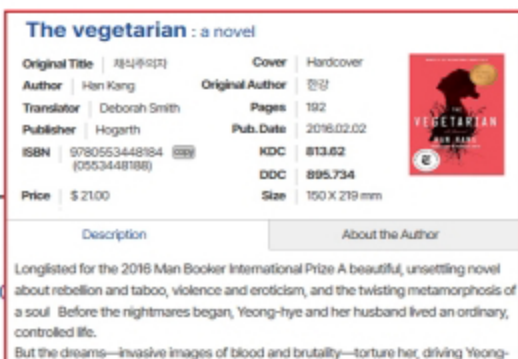 The vegetarian : a novel
Original Title 채식주의자 Cover Hardcover
Author Han Kang Original Author 한강
Translator Deborah Smith Pages 192
Publisher Hogarth Pub. Date 2016.02.02
ISBN 9780553448184 copy KDC 813.62
(0553448188)
DDC 895.734
Price $ 21.00 Size 150 X 219 mm
THE
VEGETARIAN
HAN KANG
Description About the Author
Longlisted for the 2016 Man Booker International Prize A beautiful, unsettling novel
about rebellion and taboo, violence and eroticism, and the twisting metamorphosis of
a soul Before the nightmares began, Yeong-hye and her husband lived an ordinary,
controlled life.
But the dreams—invasive images of blood and brutality—torture her, driving Yeong-